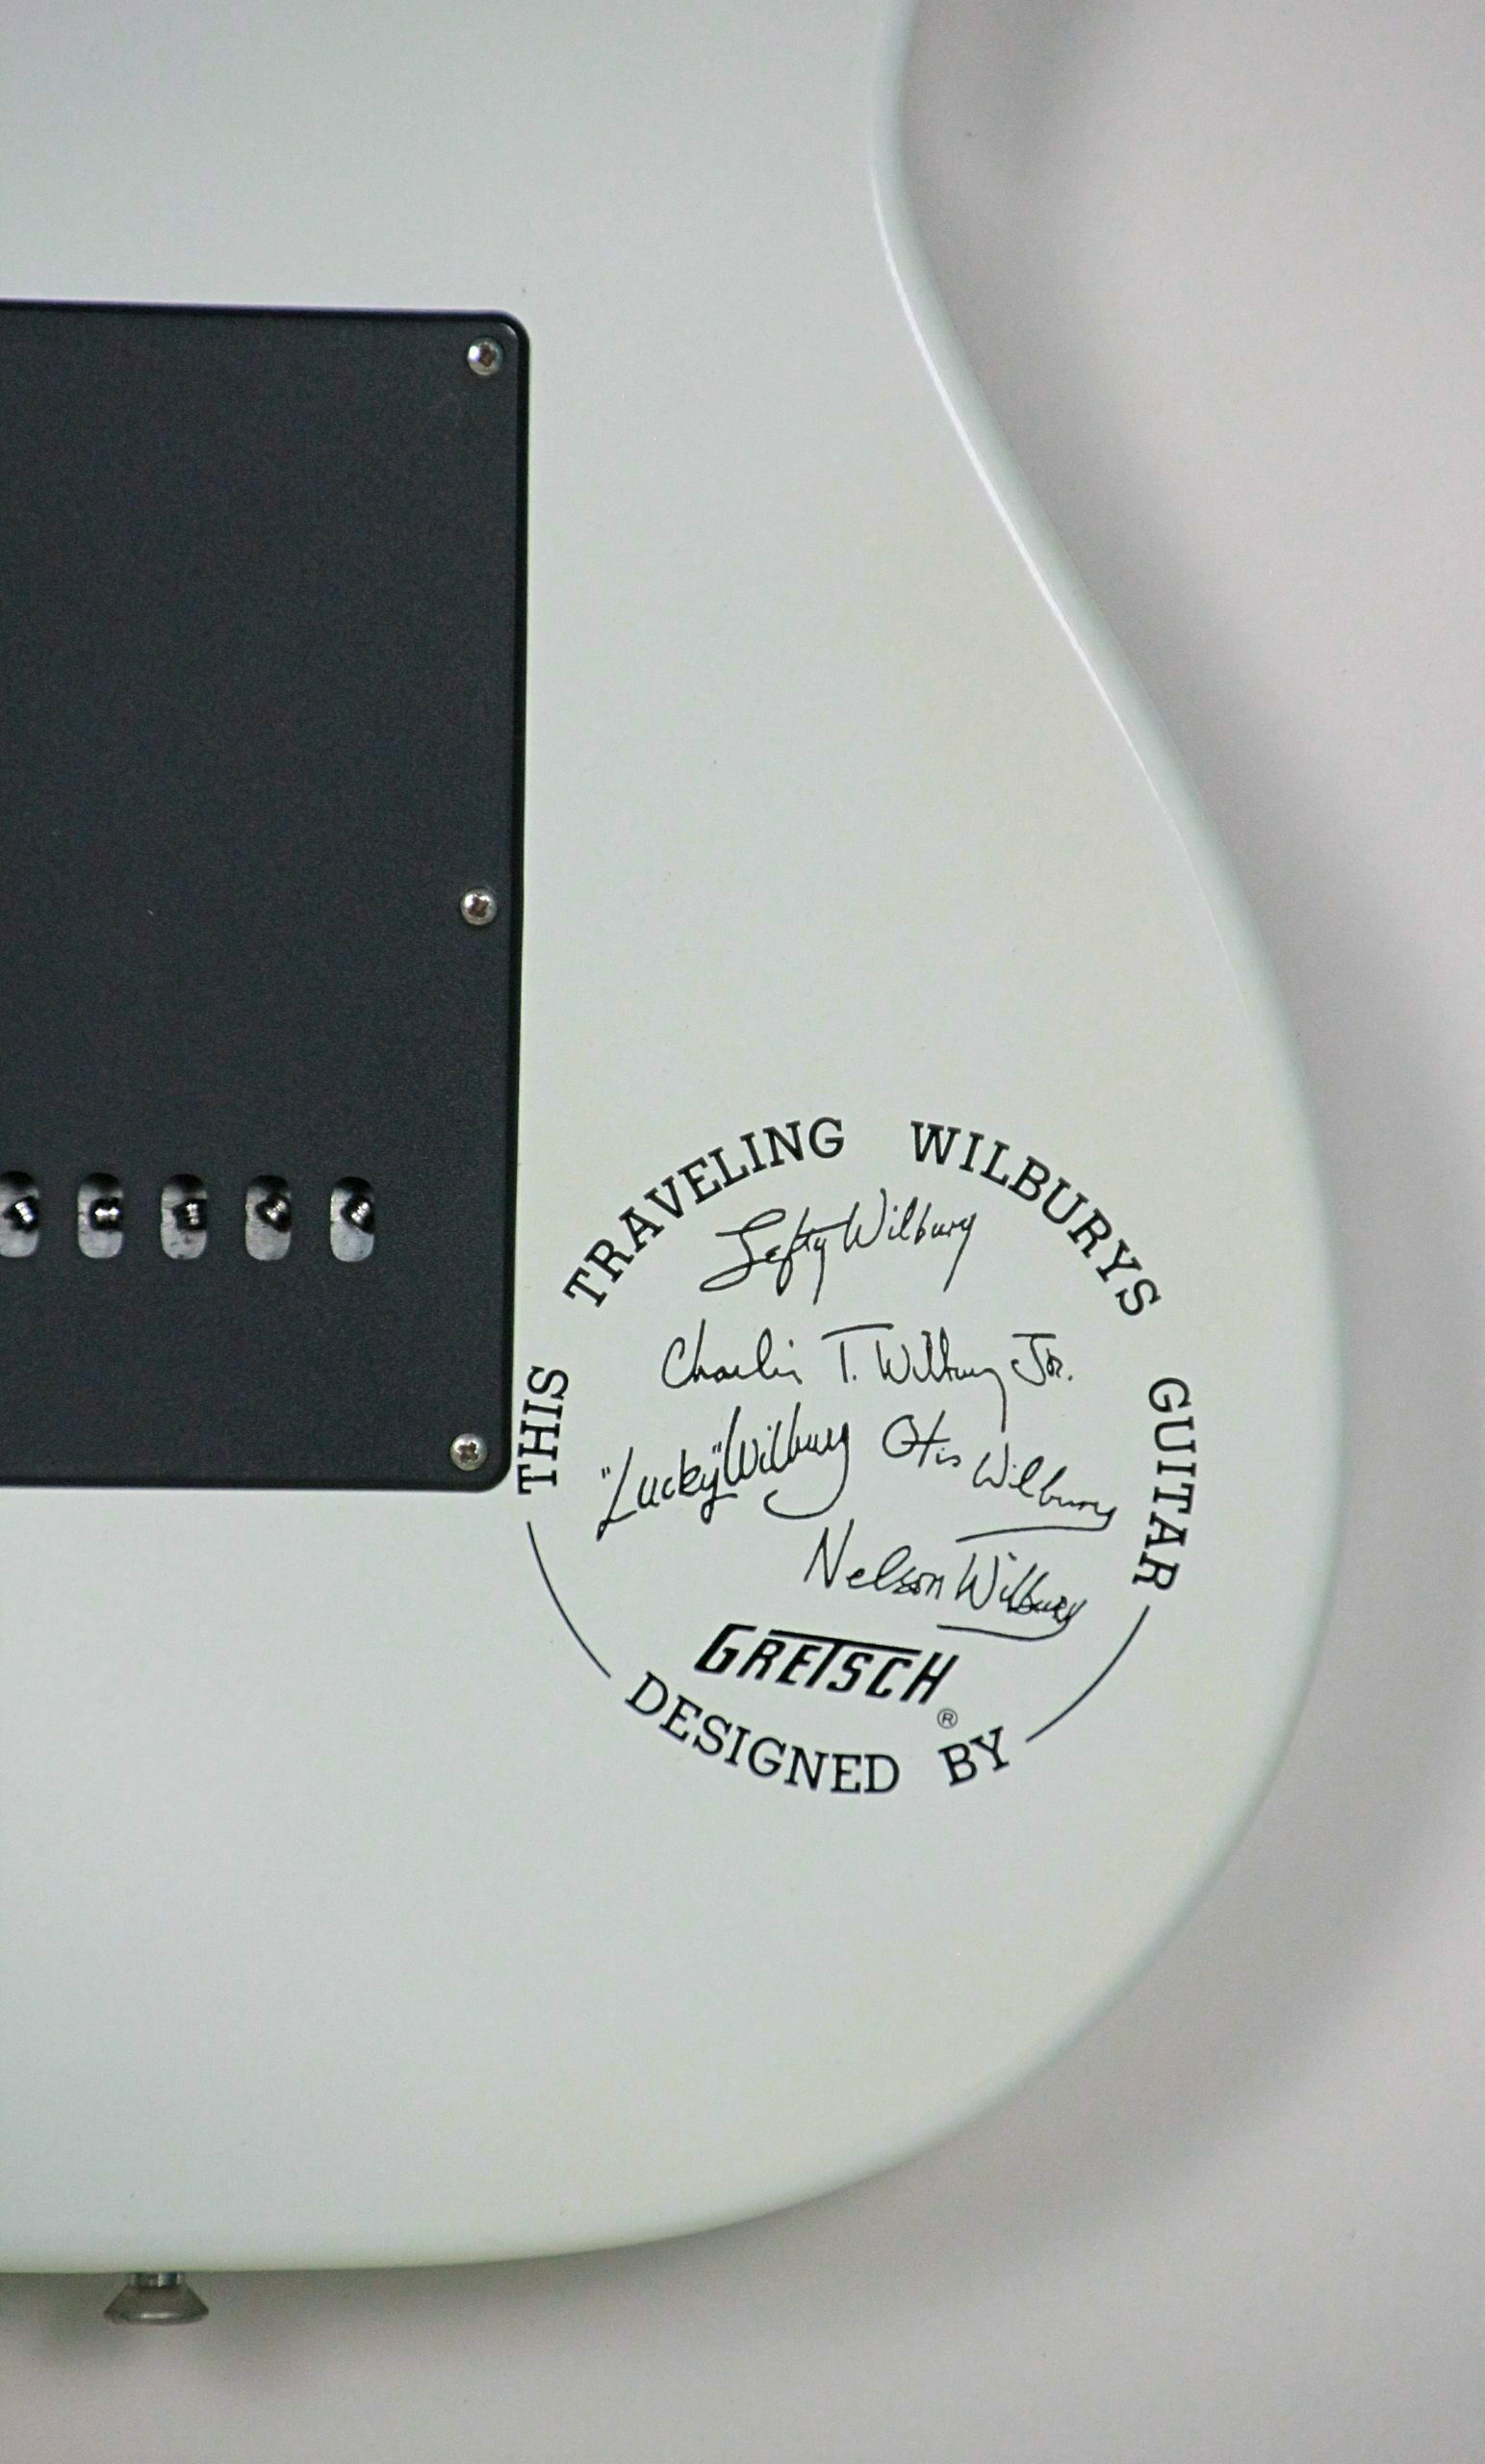 THIS TRAVELING WILBURYS GUITAR
Lefty Wilbury
Charlie T. Wilbury Jr.
"Lucky" Wilbury
Otis Wilbury
Nelson Wilbury
GRETSCH®
DESIGNED BY